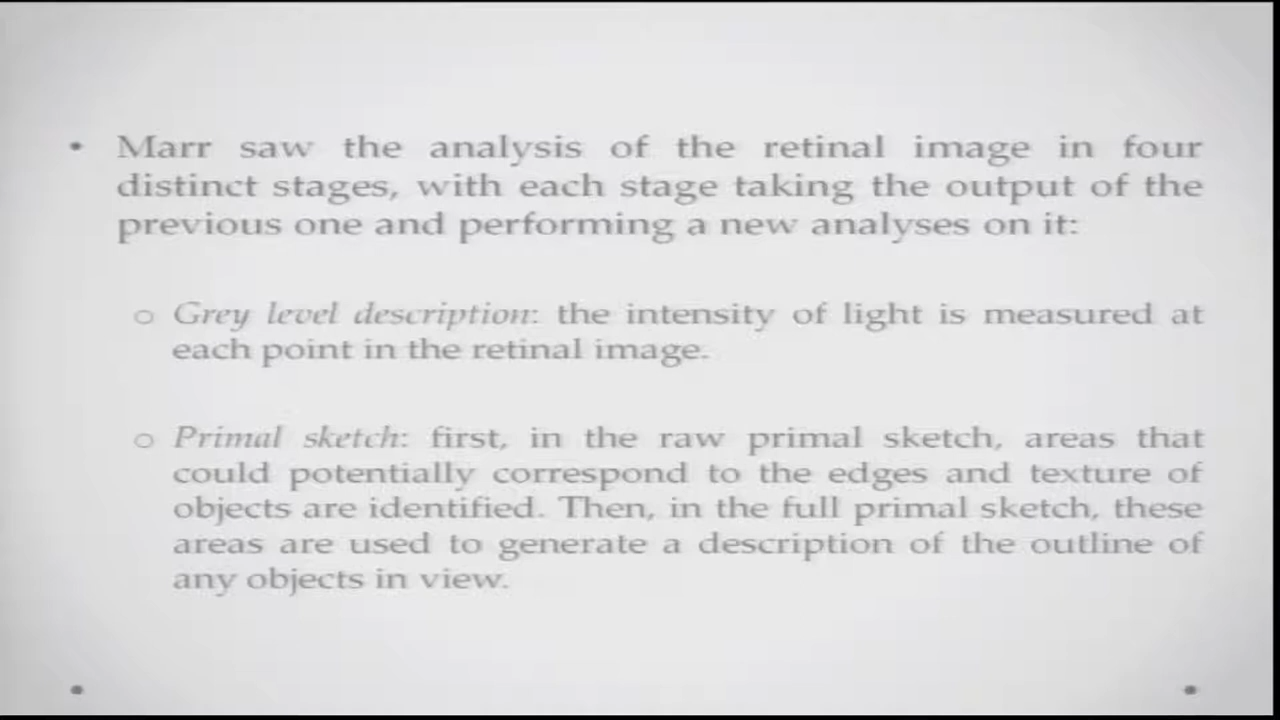 • Marr saw the analysis of the retinal image in four
distinct stages, with each stage taking the output of the
previous one and performing a new analyses on it:
o Grey level description: the intensity of light is measured at
each point in the retinal image.
o Primal sketch: first, in the raw primal sketch, areas that
could potentially correspond to the edges and texture of
objects are identified. Then, in the full primal sketch, these
areas are used to generate a description of the outline of
any objects in view.